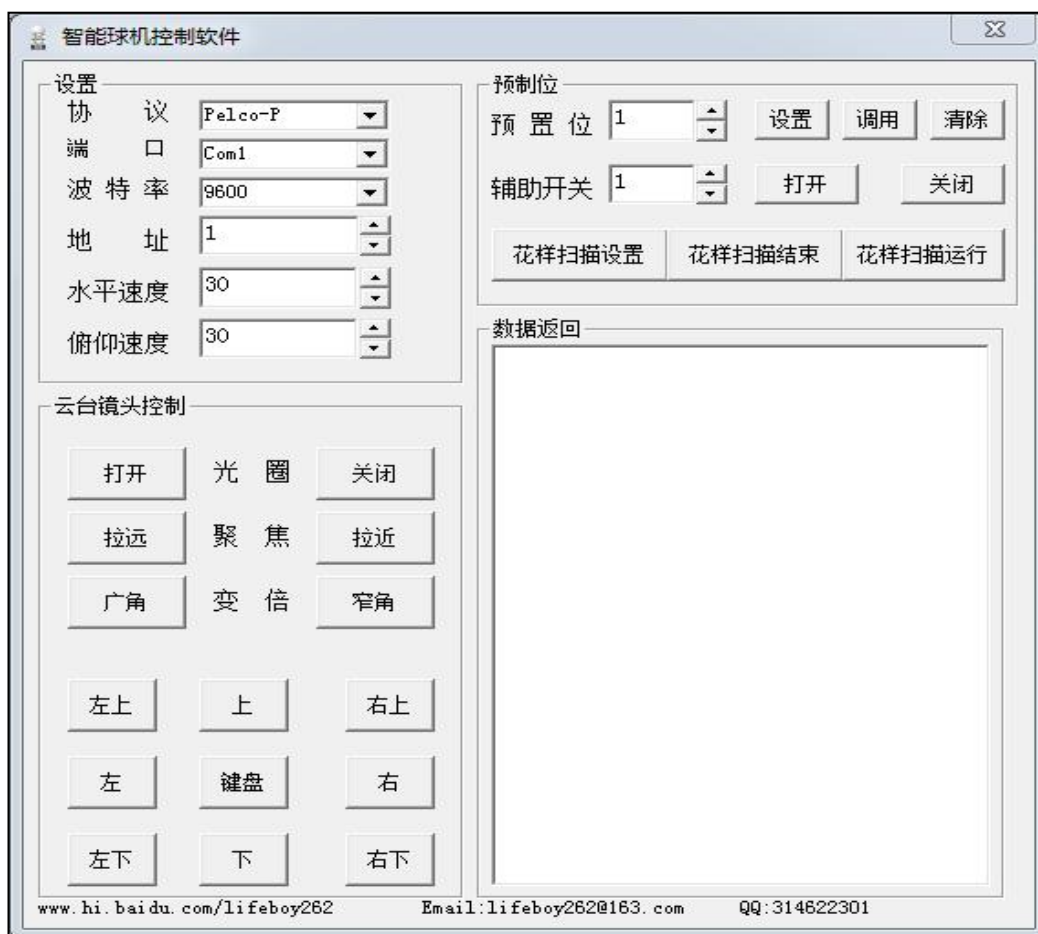 智能球机控制软件
设置
协 议 Pelco-P
端 口 Com1
波 特 率 9600
地 址 1
水平速度 30
俯仰速度 30
预制位
预 置 位 1 设置 调用 清除
辅助开关 1 打开 关闭
花样扫描设置 花样扫描结束 花样扫描运行
数据返回
云台镜头控制
打开 光 圈 关闭
拉远 聚 焦 拉近
广角 变 倍 窄角
左上 上 右上
左 键盘 右
左下 下 右下
www.hi.baidu.com/lifeboy262 Email:lifeboy262@163.com QQ:314622301